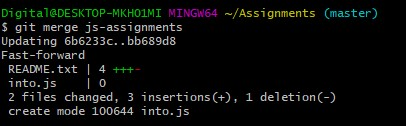 Digital@DESKTOP-MKHO1MI MINGW64 ~/Assignments (master)
$ git merge js-assignments
Updating 6b6233c..bb689d8
Fast-forward
 README.txt | 4 +++-
 into.js    | 0
 2 files changed, 3 insertions(+), 1 deletion(-)
 create mode 100644 into.js